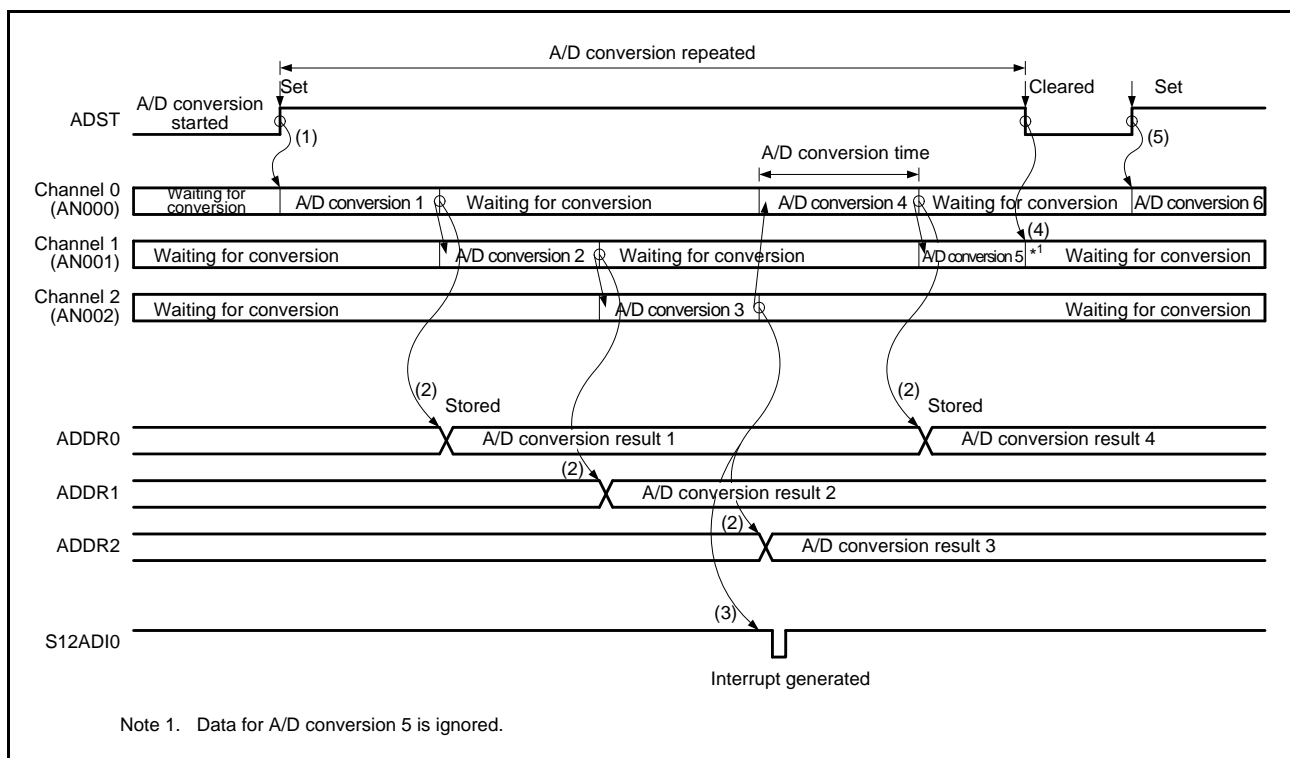 A/D conversion repeated
Set
Cleared
Set
ADST
A/D conversion
started
(1)
(5)
A/D conversion time
Channel 0
(AN000)
Waiting for
conversion
A/D conversion 1
Waiting for conversion
A/D conversion 4
Waiting for conversion
A/D conversion 6
(4)
Channel 1
(AN001)
Waiting for conversion
A/D conversion 2
Waiting for conversion
A/D conversion 5
*1
Waiting for conversion
Channel 2
(AN002)
Waiting for conversion
A/D conversion 3
Waiting for conversion
(2)
Stored
(2)
Stored
ADDR0
A/D conversion result 1
A/D conversion result 4
(2)
ADDR1
A/D conversion result 2
(2)
ADDR2
A/D conversion result 3
(3)
S12ADI0
Interrupt generated
Note 1. Data for A/D conversion 5 is ignored.